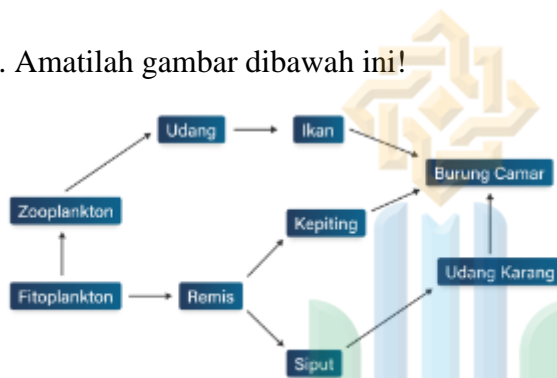 . Amatilah gambar dibawah ini!
Udang
Ikan
Burung Camar
Zooplankton
Kepiting
Udang Karang
Fitoplankton
Remis
Siput